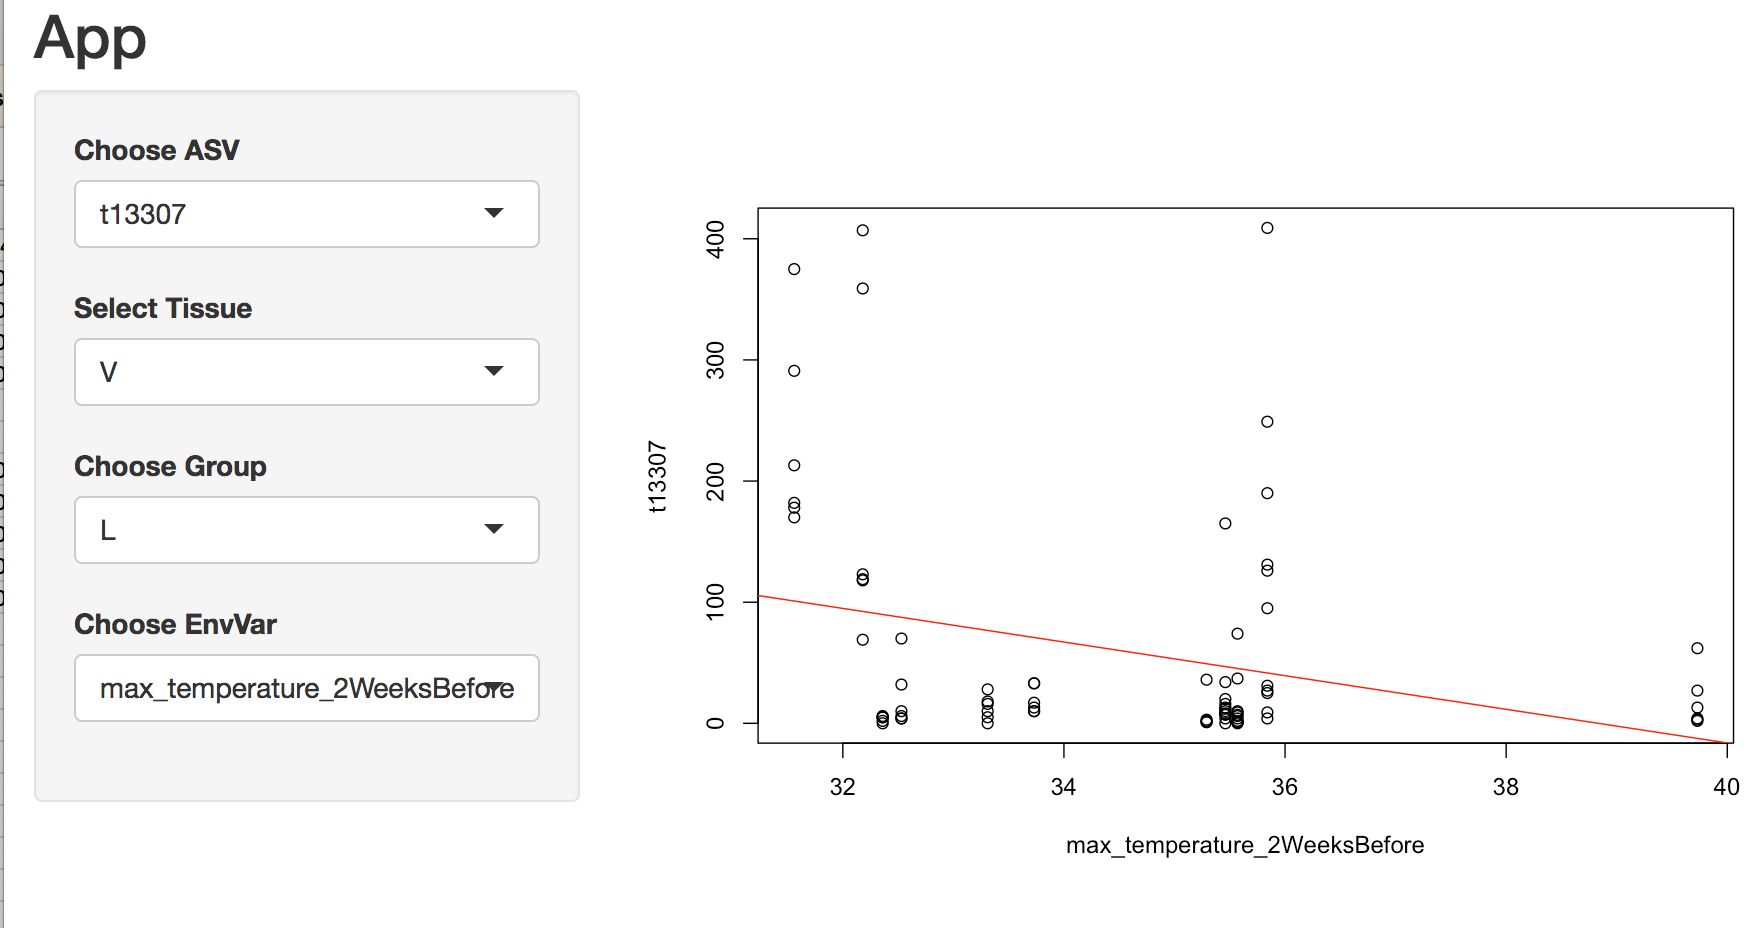 App
Choose ASV
t13307
Select Tissue
V
Choose Group
L
Choose EnvVar
max_temperature_2WeeksBefore
t13307
400
300
200
100
0
32 34 36 38 40
max_temperature_2WeeksBefore